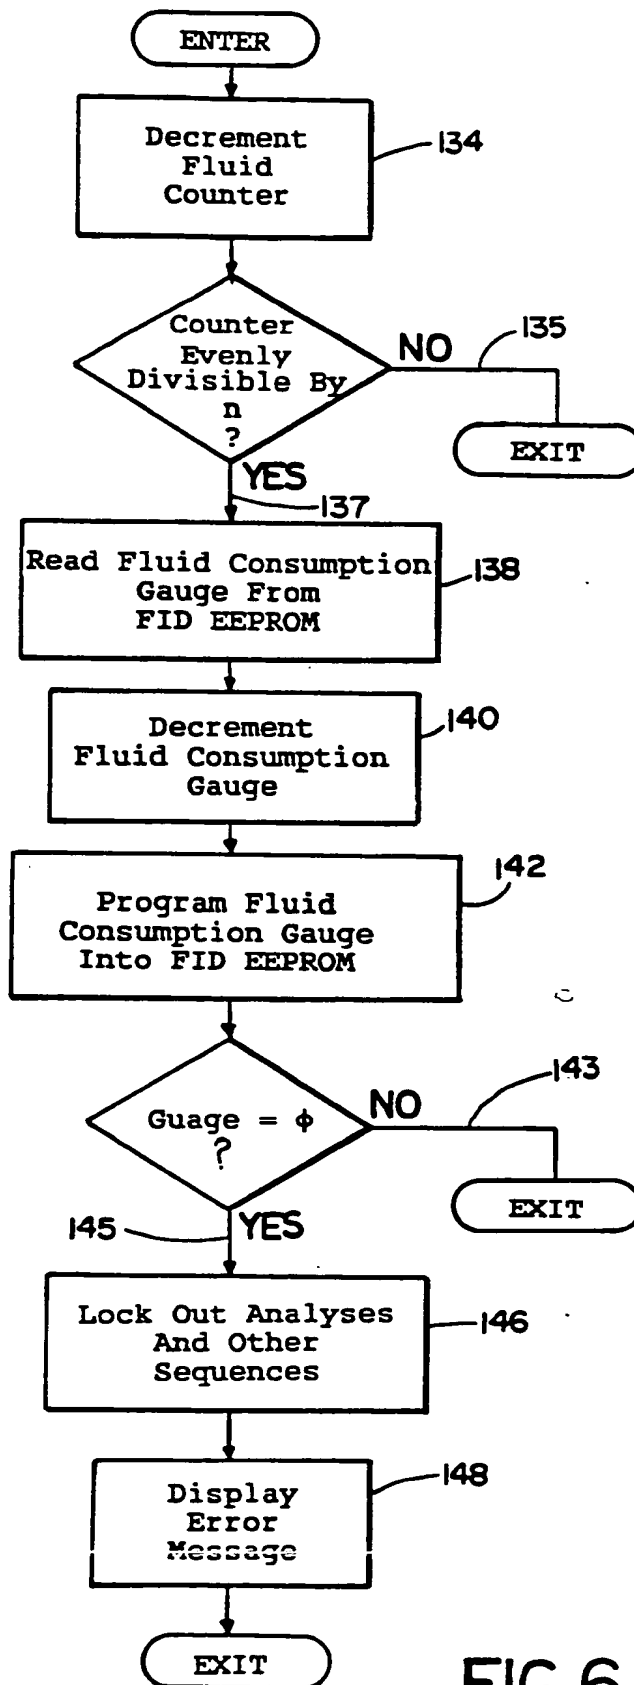 ENTER
Decrement
Fluid
Counter
134
Counter
Evenly
Divisible By
n
?
NO
135
EXIT
YES
137
Read Fluid Consumption
Gauge From
FID EEPROM
138
Decrement
Fluid Consumption
Gauge
140
Program Fluid
Consumption Gauge
Into FID EEPROM
142
Guage = ϕ
?
NO
143
EXIT
145
YES
Lock Out Analyses
And Other
Sequences
146
Display
Error
Message
148
EXIT
FIG.6